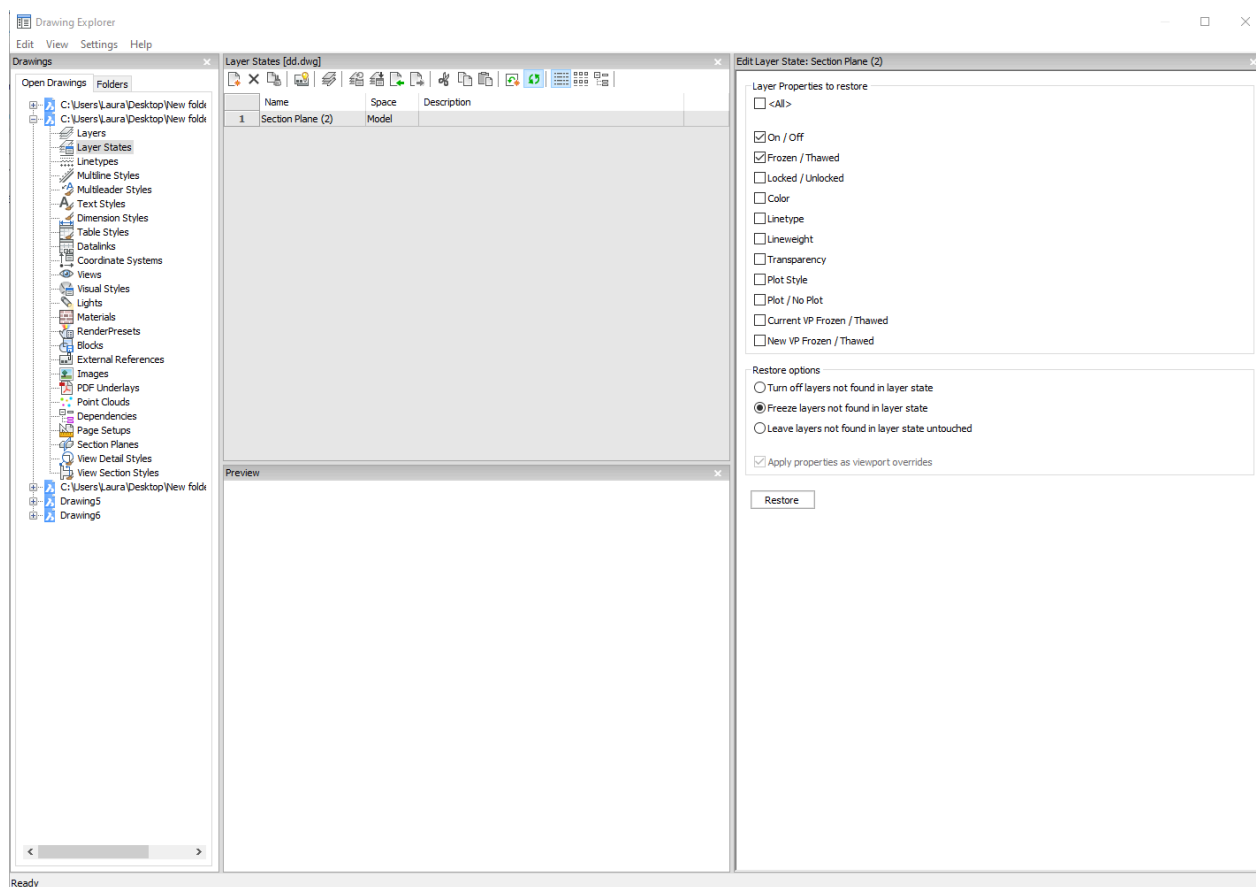 Drawing Explorer
Edit View Settings Help
Drawings
Open Drawings Folders
C:\Users\Laura\Desktop\New folde
C:\Users\Laura\Desktop\New folde
Layers
Layer States
Linetypes
Multiline Styles
Multileader Styles
Text Styles
Dimension Styles
Table Styles
Datalinks
Coordinate Systems
Views
Visual Styles
Lights
Materials
RenderPresets
Blocks
External References
Images
PDF Underlays
Point Clouds
Dependencies
Page Setups
Section Planes
View Detail Styles
View Section Styles
C:\Users\Laura\Desktop\New folde
Drawing5
Drawing6
Layer States [dd.dwg]
Name Space Description
1 Section Plane (2) Model
Preview
Edit Layer State: Section Plane (2)
Layer Properties to restore
<All>
On / Off
Frozen / Thawed
Locked / Unlocked
Color
Linetype
Lineweight
Transparency
Plot Style
Plot / No Plot
Current VP Frozen / Thawed
New VP Frozen / Thawed
Restore options
Turn off layers not found in layer state
Freeze layers not found in layer state
Leave layers not found in layer state untouched
Apply properties as viewport overrides
Restore
Ready